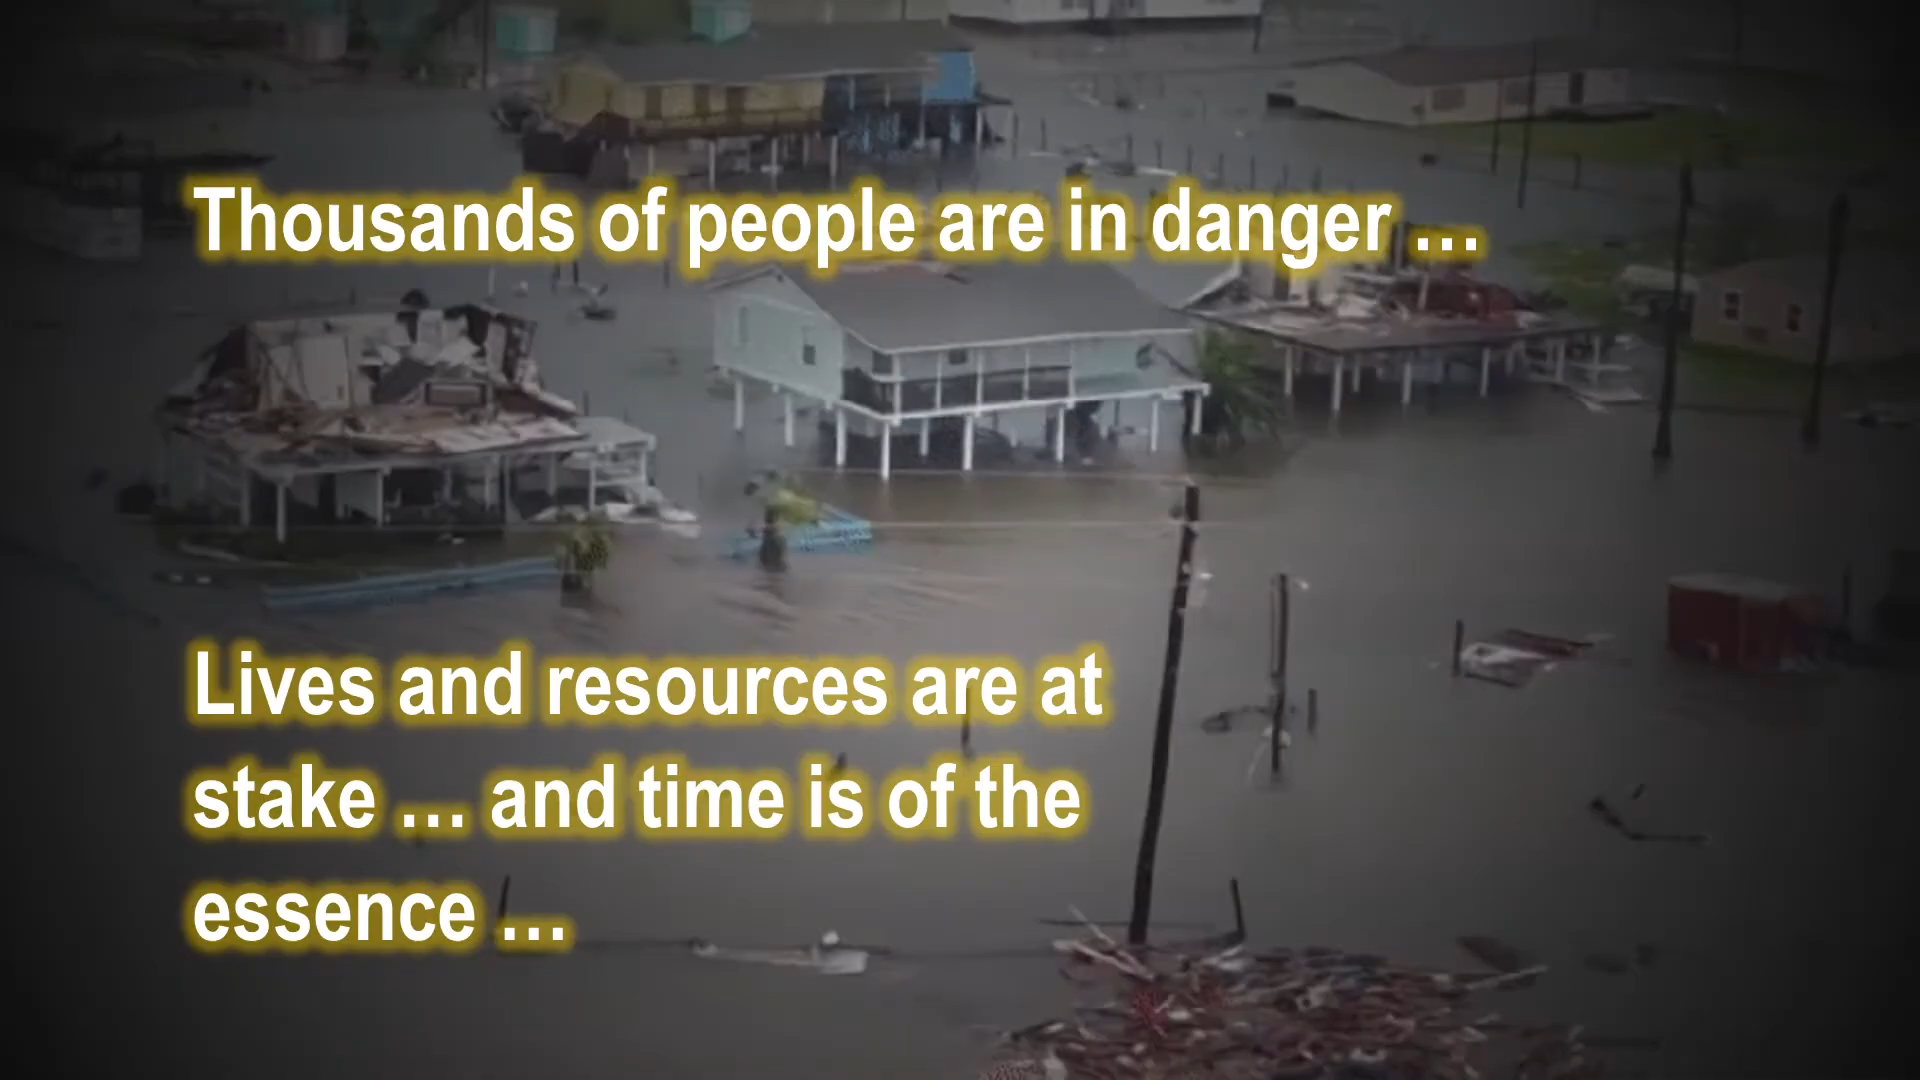 Thousands of people are in danger …
Lives and resources are at
stake … and time is of the
essence …